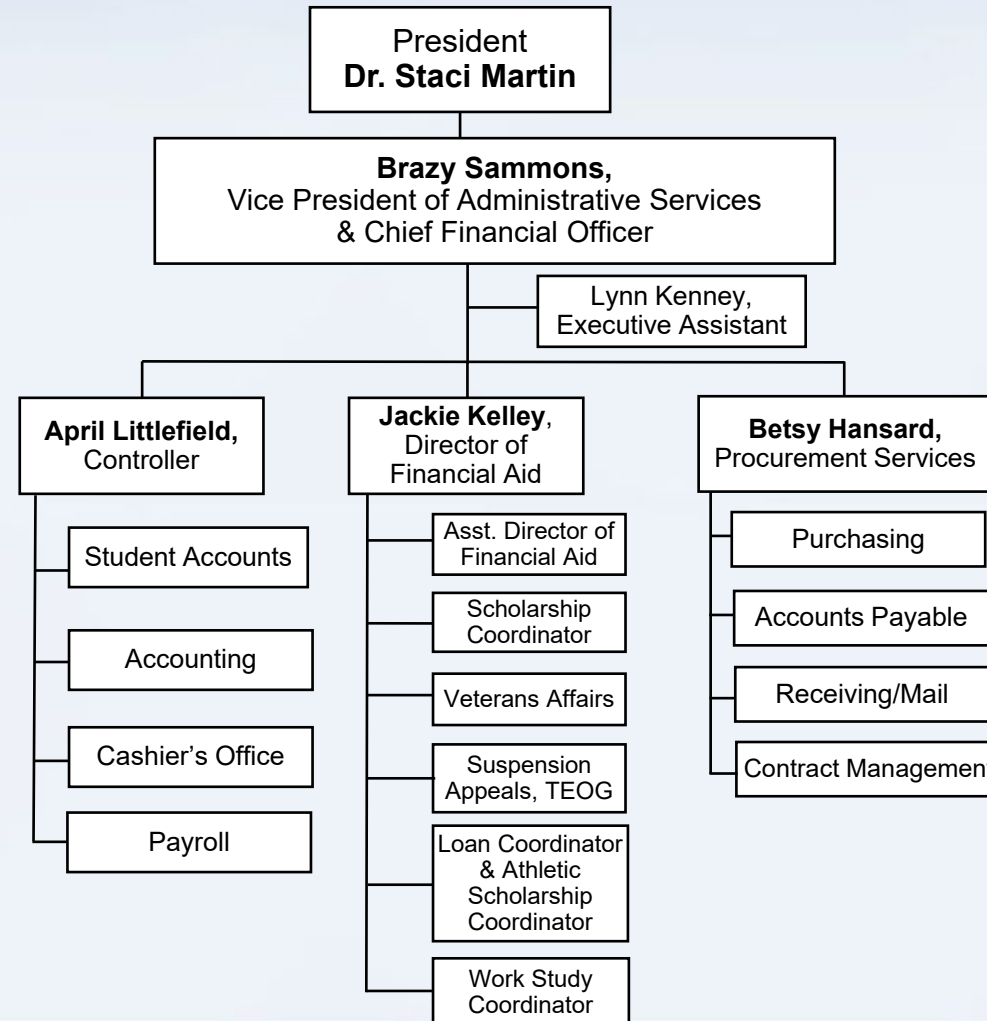 President
Dr. Staci Martin
Brazy Sammons,
Vice President of Administrative Services
& Chief Financial Officer
Lynn Kenney,
Executive Assistant
April Littlefield,
Controller
Student Accounts
Accounting
Cashier’s Office
Payroll
Jackie Kelley,
Director of
Financial Aid
Asst. Director of
Financial Aid
Scholarship
Coordinator
Veterans Affairs
Suspension
Appeals, TEOG
Loan Coordinator
& Athletic
Scholarship
Coordinator
Work Study
Coordinator
Betsy Hansard,
Procurement Services
Purchasing
Accounts Payable
Receiving/Mail
Contract Management